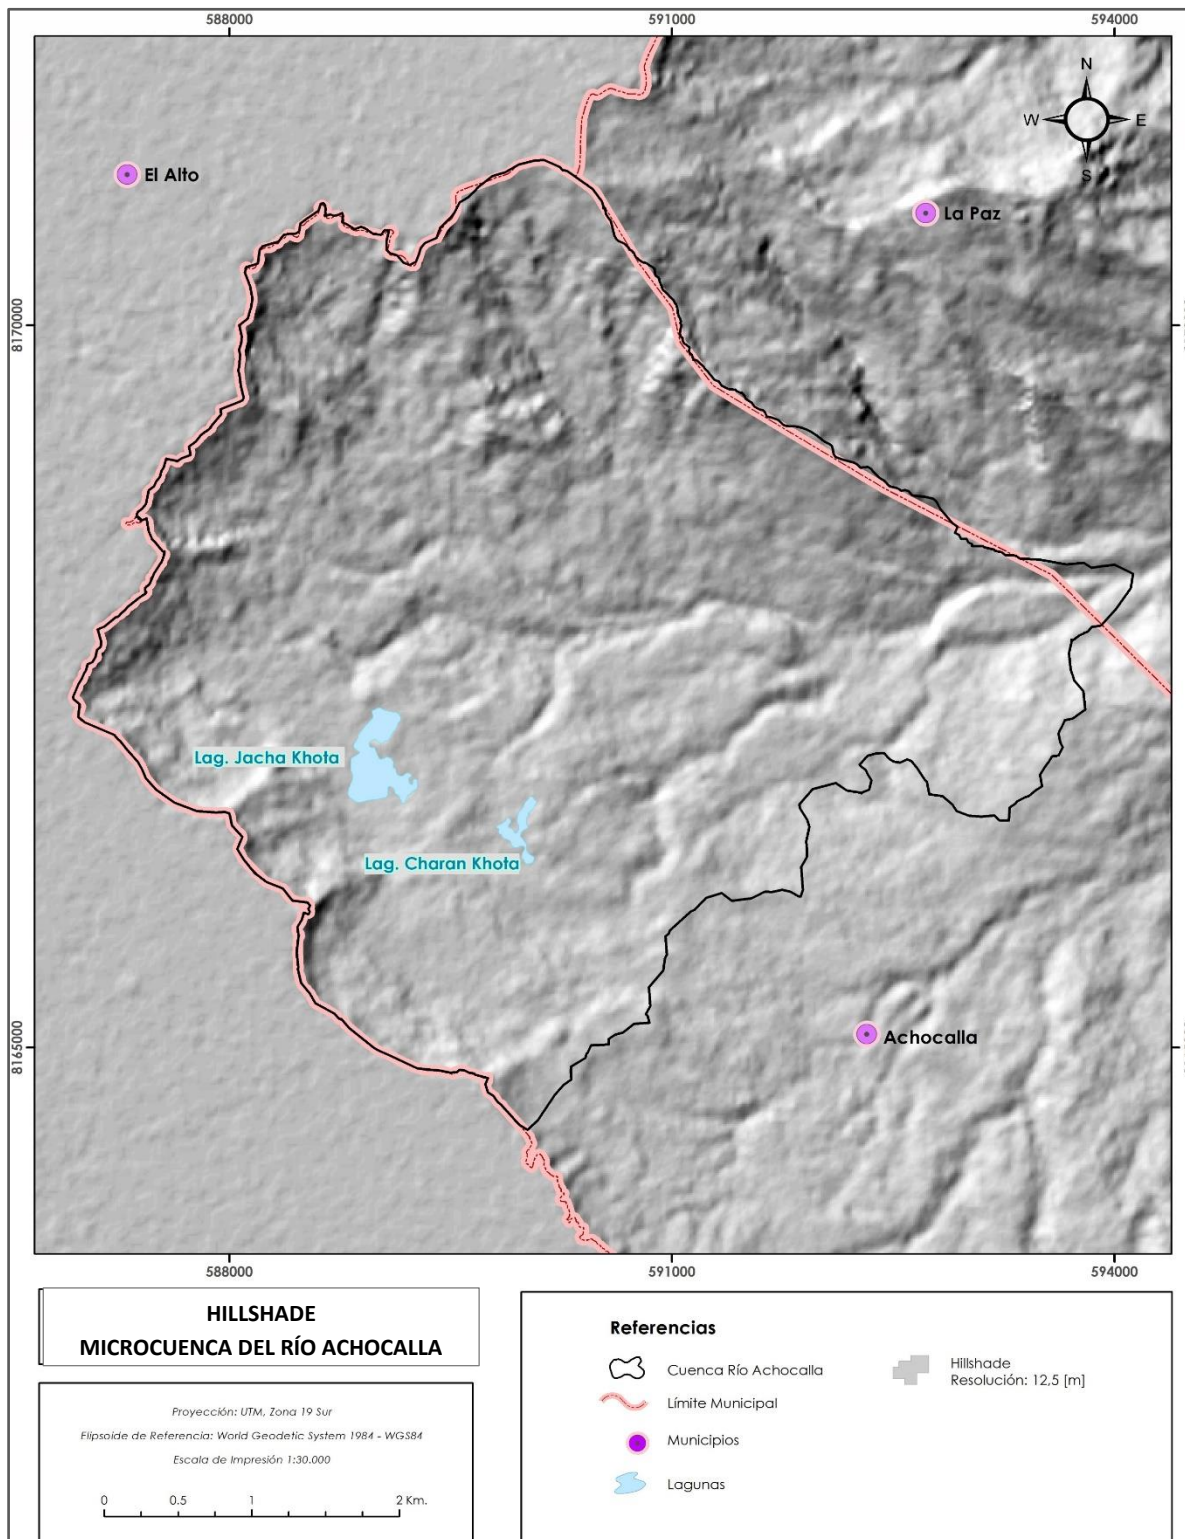 588000
591000
594000
N
W
E
S
El Alto
La Paz
8170000
Lag. Jacha Khota
Lag. Charan Khota
8165000
Achocalla
588000
591000
594000
HILLSHADE
MICROCUENCA DEL RÍO ACHOCALLA
Proyección: UTM, Zona 19 Sur
Elipsoide de Referencia: World Geodetic System 1984 - WGS84
Escala de Impresión 1:30.000
0 0.5 1 2 Km.
Referencias
Cuenca Río Achocalla
Límite Municipal
Municipios
Lagunas
Hillshade
Resolución: 12,5 [m]